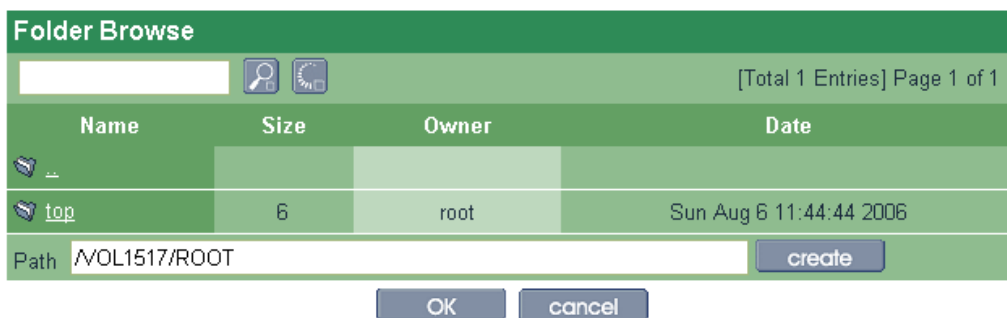 Folder Browse
[Total 1 Entries] Page 1 of 1
Name Size Owner Date
..
top 6 root Sun Aug 6 11:44:44 2006
Path /VOL1517/ROOT create
OK cancel